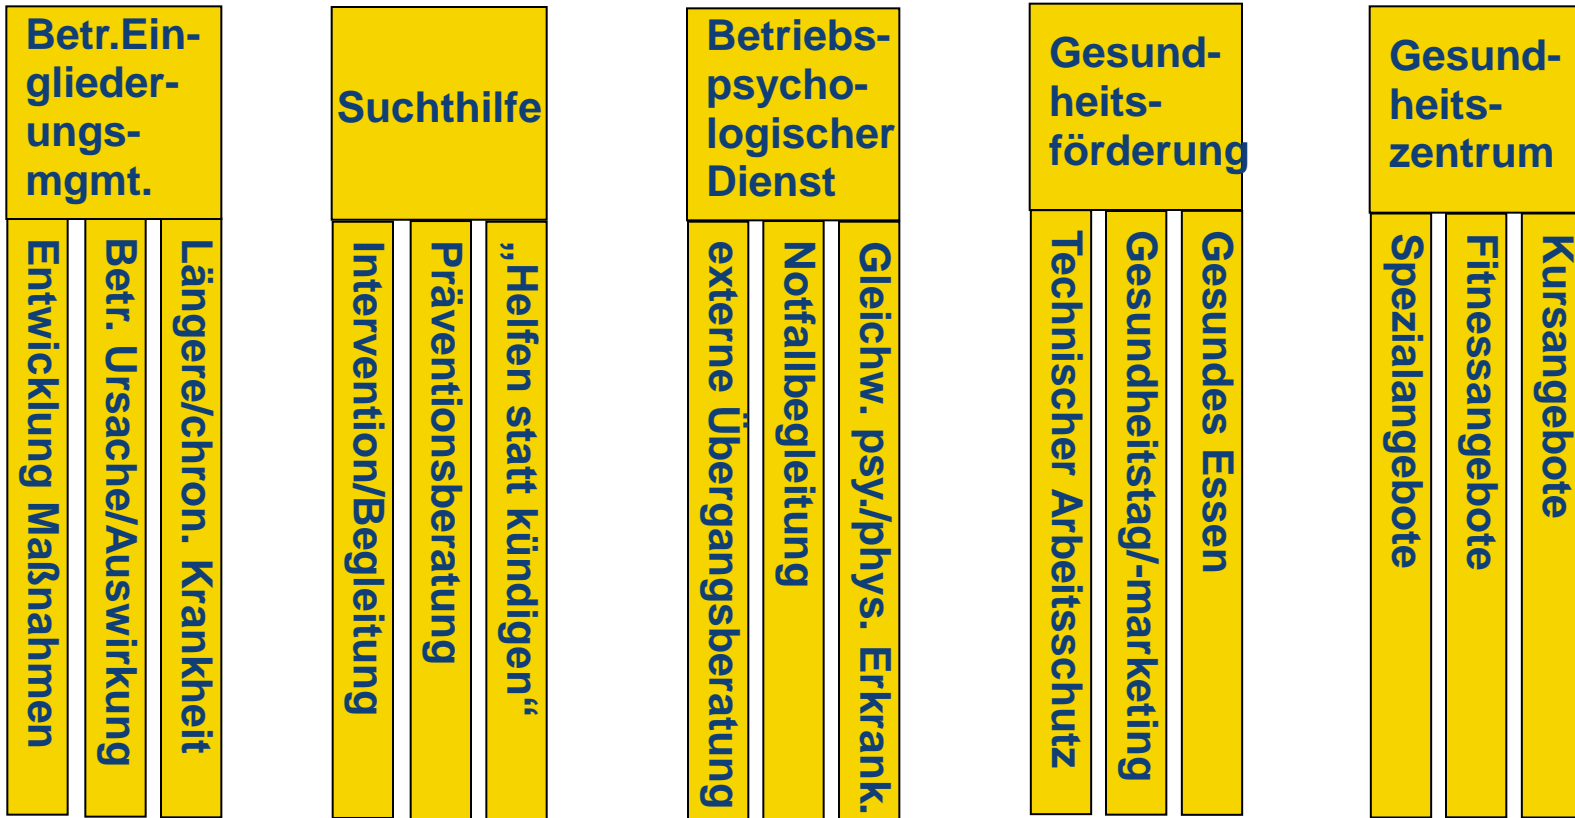 Betr.Ein-
glieder-
ungs-
mgmt.
Entwicklung Maßnahmen
Betr. Ursache/Auswirkung
Längere/chron. Krankheit
Suchthilfe
Intervention/Begleitung
Präventionsberatung
„Helfen statt kündigen“
Betriebs-
psycho-
logischer
Dienst
externe Übergangsberatung
Notfallbegleitung
Gleichw. psy./phys. Erkrank.
Gesund-
heits-
förderung
Technischer Arbeitsschutz
Gesundheitstag/-marketing
Gesundes Essen
Gesund-
heits-
zentrum
Spezialangebote
Fitnessangebote
Kursangebote